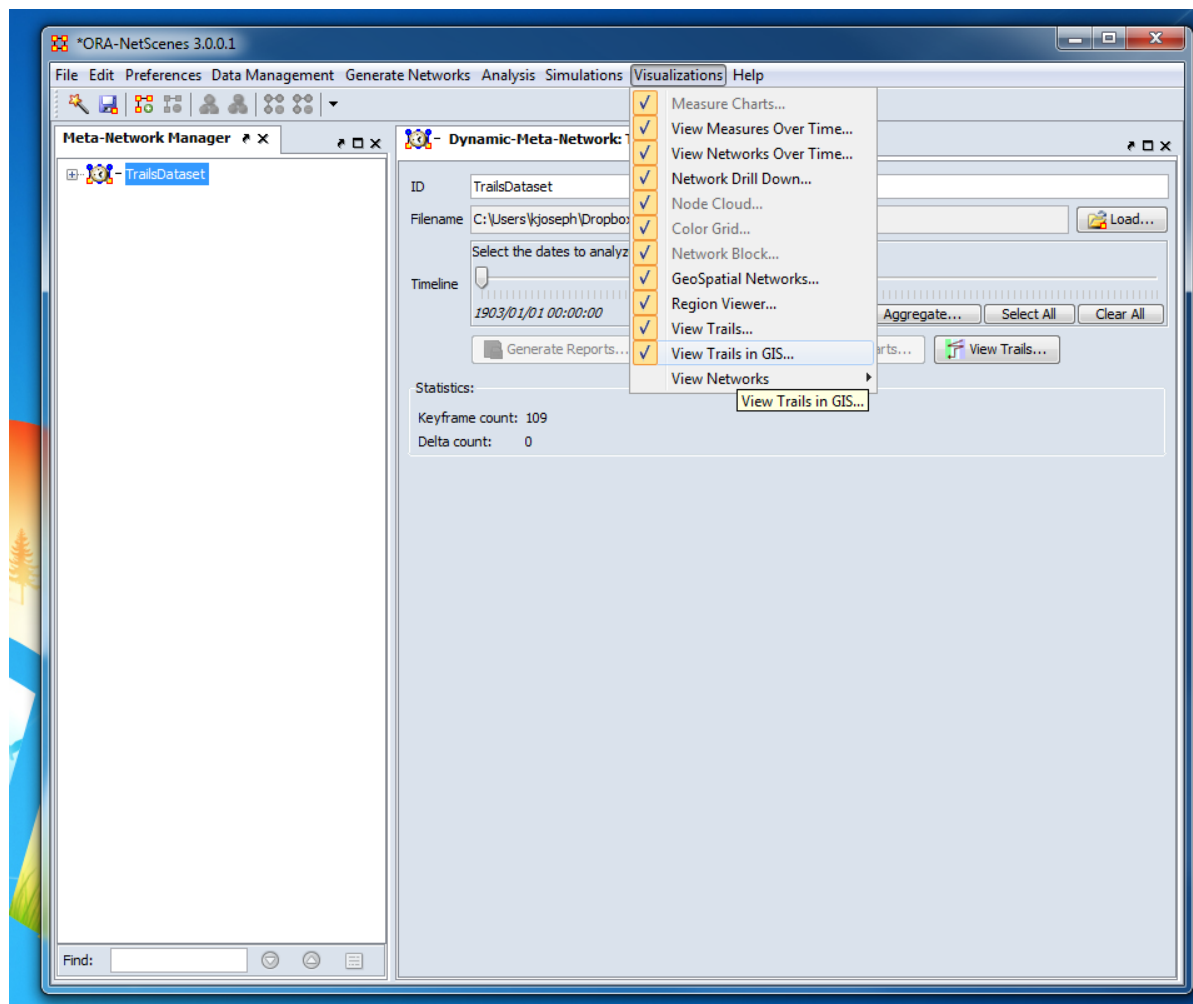 *ORA-NetScenes 3.0.0.1
File Edit Preferences Data Management Generate Networks Analysis Simulations Visualizations Help
Meta-Network Manager
TrailsDataset
Dynamic-Meta-Network:
ID TrailsDataset
Filename C:\Users\kjoseph\Dropbox Load...
Select the dates to analyz
Timeline
1903/01/01 00:00:00 Aggregate... Select All Clear All
Generate Reports... View Trails...
Statistics:
Keyframe count: 109
Delta count: 0
Measure Charts...
View Measures Over Time...
View Networks Over Time...
Network Drill Down...
Node Cloud...
Color Grid...
Network Block...
GeoSpatial Networks...
Region Viewer...
View Trails...
View Trails in GIS...
View Networks
View Trails in GIS...
Find: